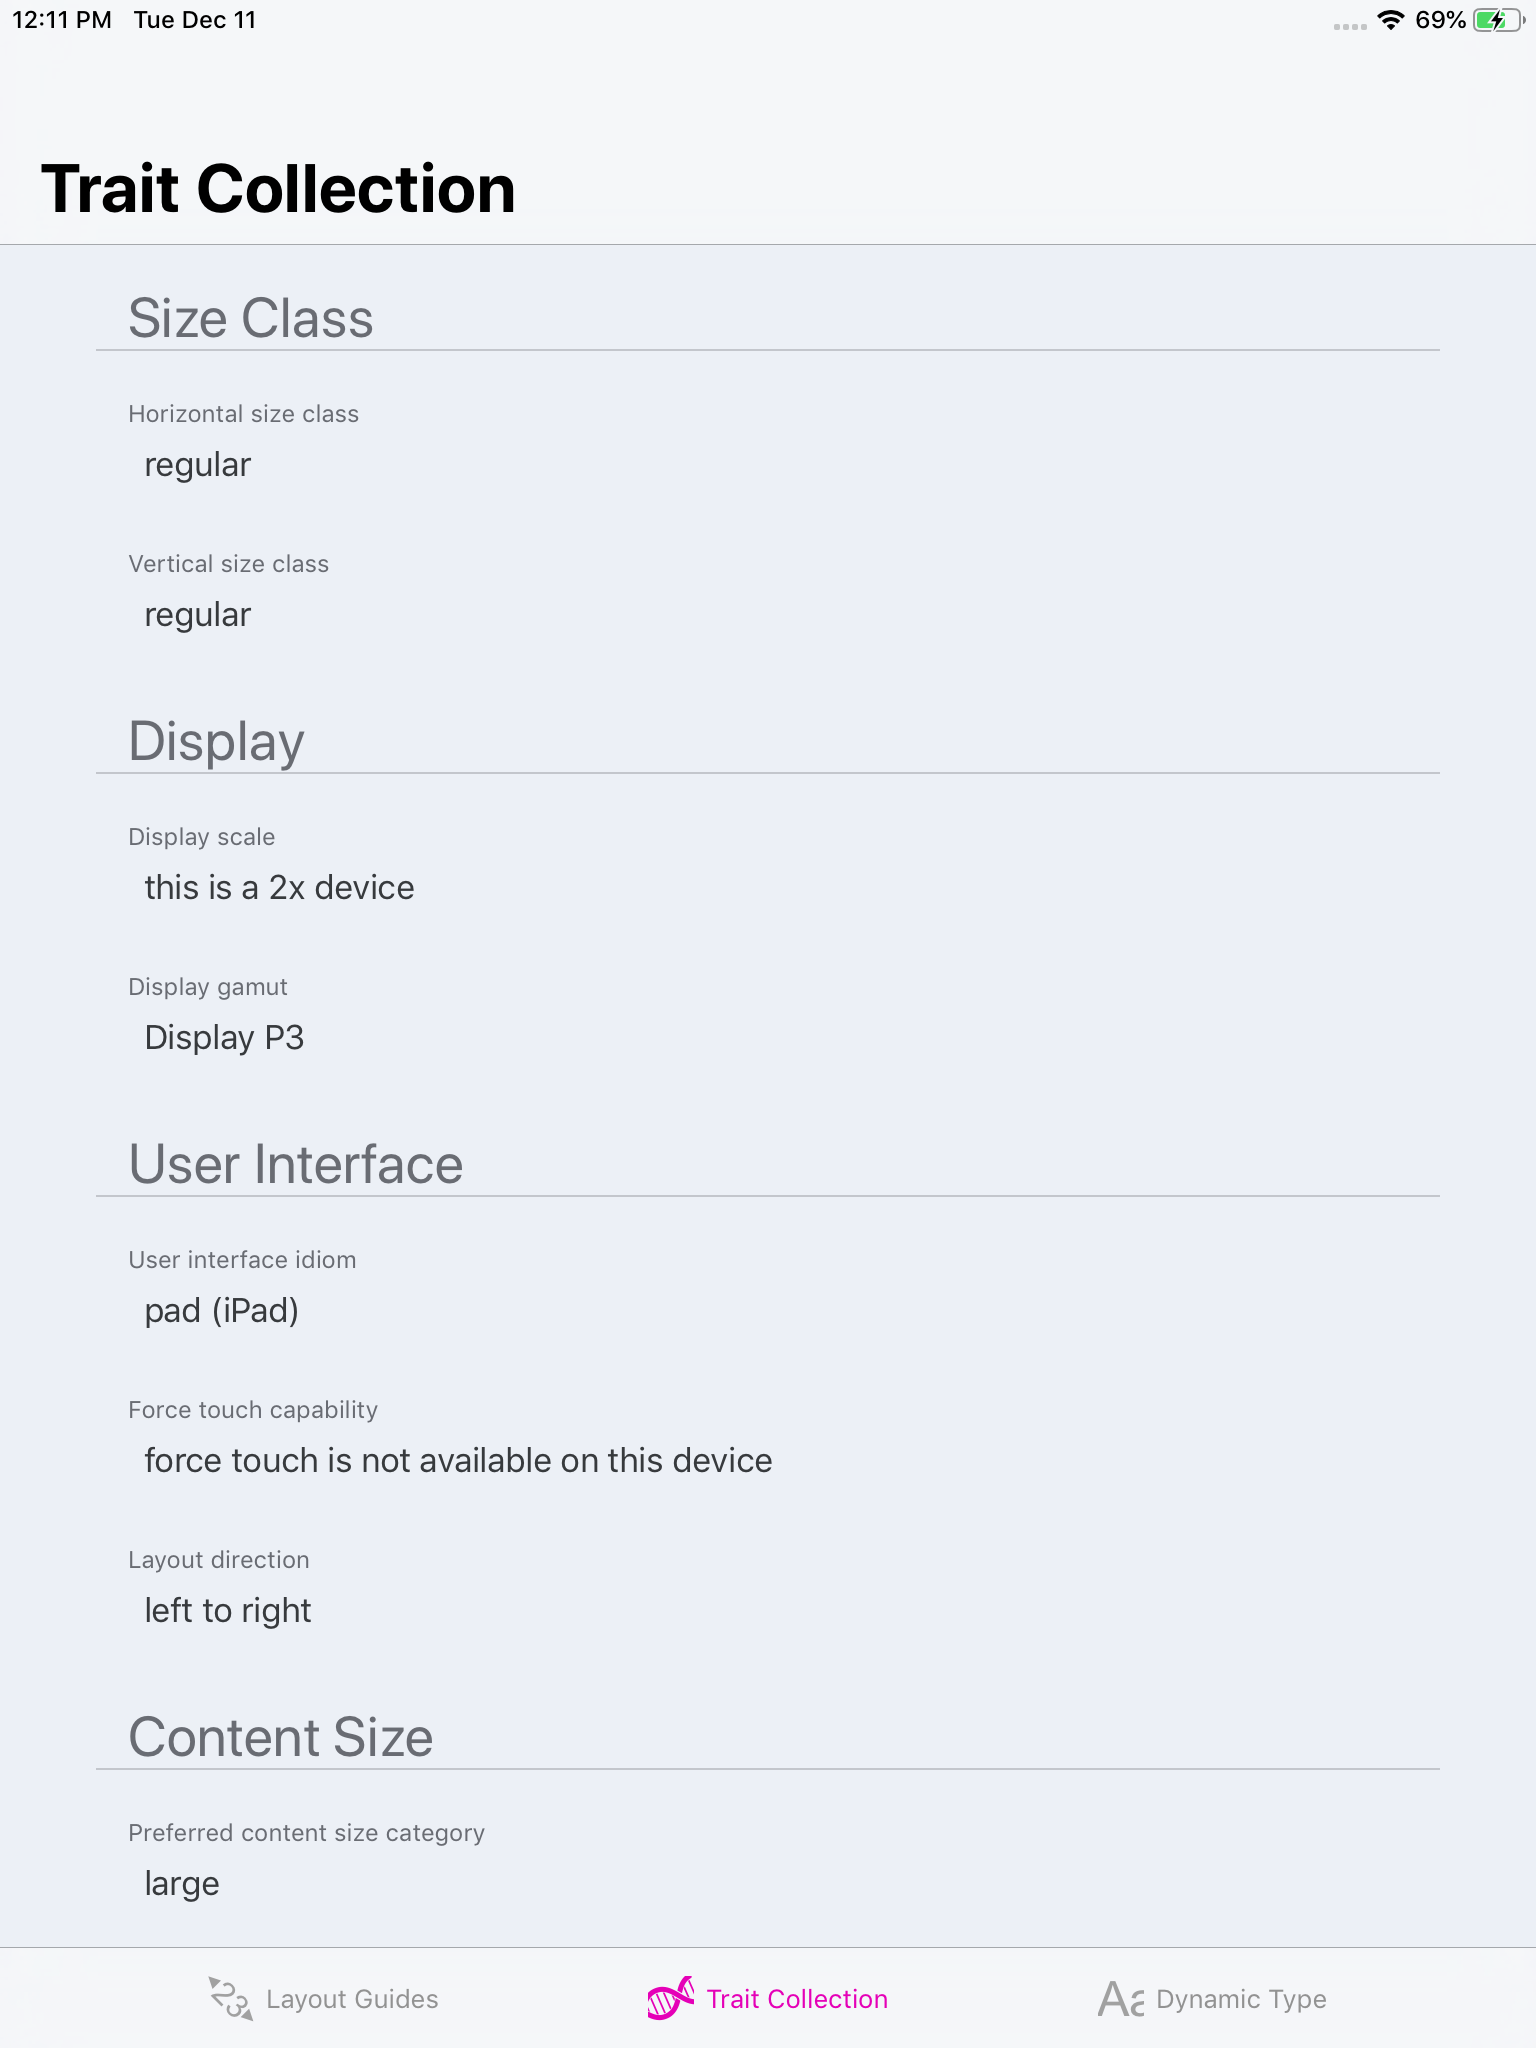 12:11 PM Tue Dec 11 69%
Trait Collection
Size Class
Horizontal size class
regular
Vertical size class
regular
Display
Display scale
this is a 2x device
Display gamut
Display P3
User Interface
User interface idiom
pad (iPad)
Force touch capability
force touch is not available on this device
Layout direction
left to right
Content Size
Preferred content size category
large
23 Layout Guides Trait Collection Aa Dynamic Type